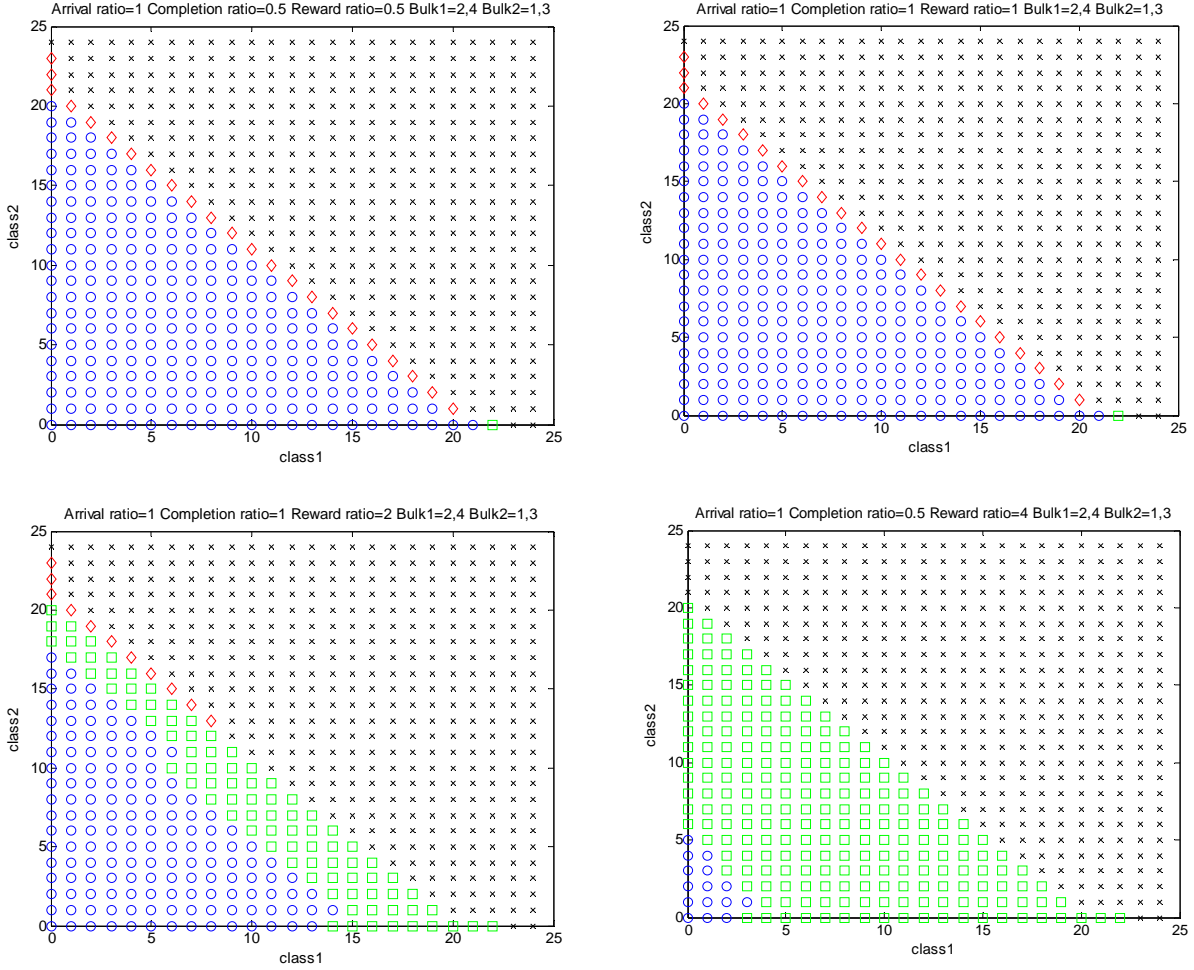 Arrival ratio=1 Completion ratio=0.5 Reward ratio=0.5 Bulk1=2,4 Bulk2=1,3
25
20
15
10
5
0
class2
0 5 10 15 20 25
class1
Arrival ratio=1 Completion ratio=1 Reward ratio=1 Bulk1=2,4 Bulk2=1,3
25
20
15
10
5
0
class2
0 5 10 15 20 25
class1
Arrival ratio=1 Completion ratio=1 Reward ratio=2 Bulk1=2,4 Bulk2=1,3
25
20
15
10
5
0
class2
0 5 10 15 20 25
class1
Arrival ratio=1 Completion ratio=0.5 Reward ratio=4 Bulk1=2,4 Bulk2=1,3
25
20
15
10
5
0
class2
0 5 10 15 20 25
class1